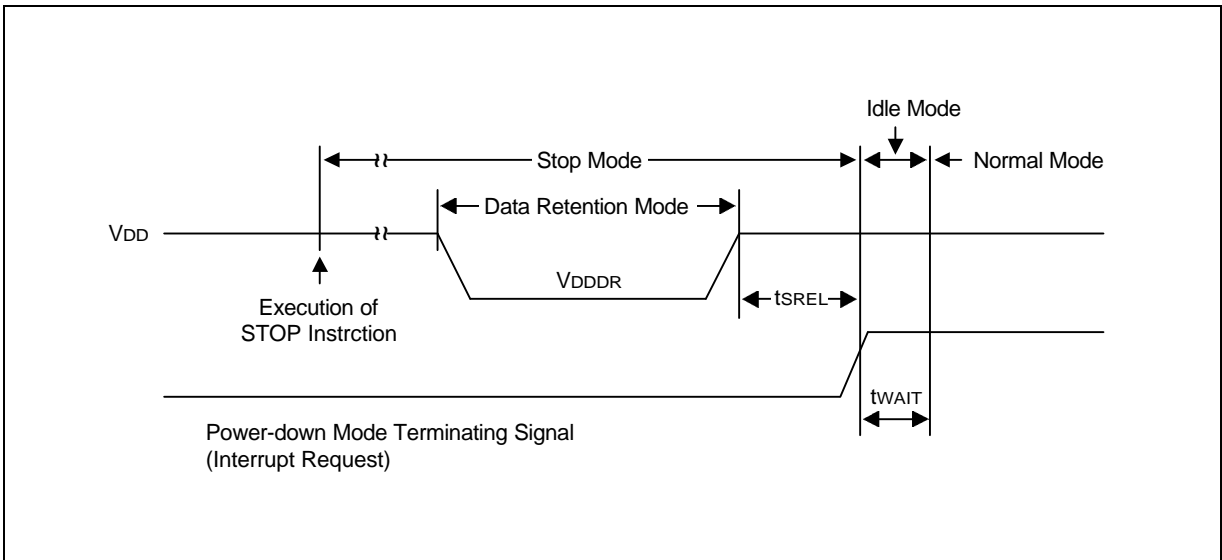 Idle Mode
Stop Mode
Normal Mode
Data Retention Mode
VDD
VDDDR
tSREL
Execution of
STOP Instrction
tWAIT
Power-down Mode Terminating Signal
(Interrupt Request)